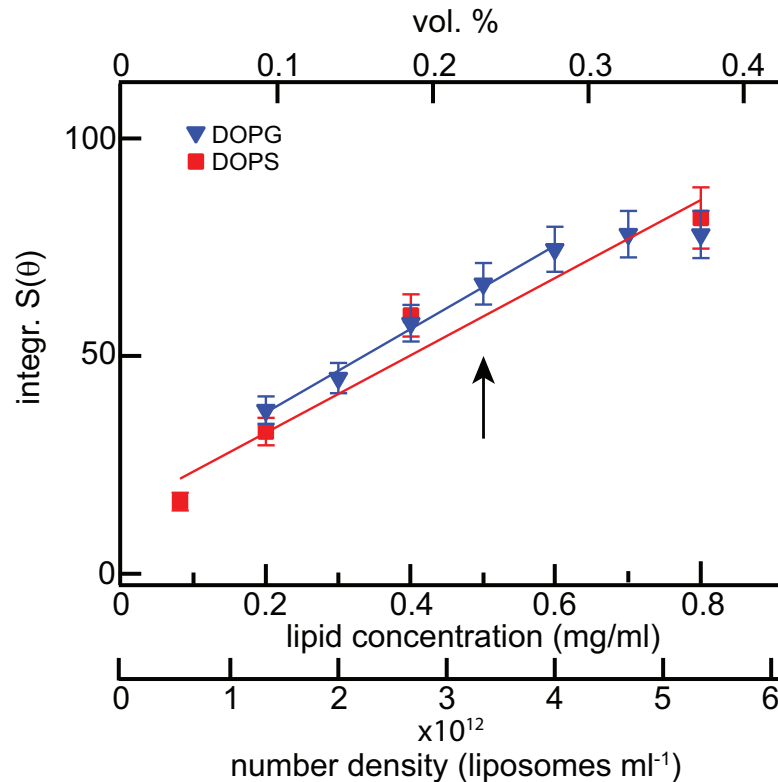 vol. %
0 0.1 0.2 0.3 0.4
100
DOPG
DOPS
integr. S(θ)
50
0
0 0.2 0.4 0.6 0.8
lipid concentration (mg/ml)
0 1 2 3 4 5 6
x10¹²
number density (liposomes ml⁻¹)